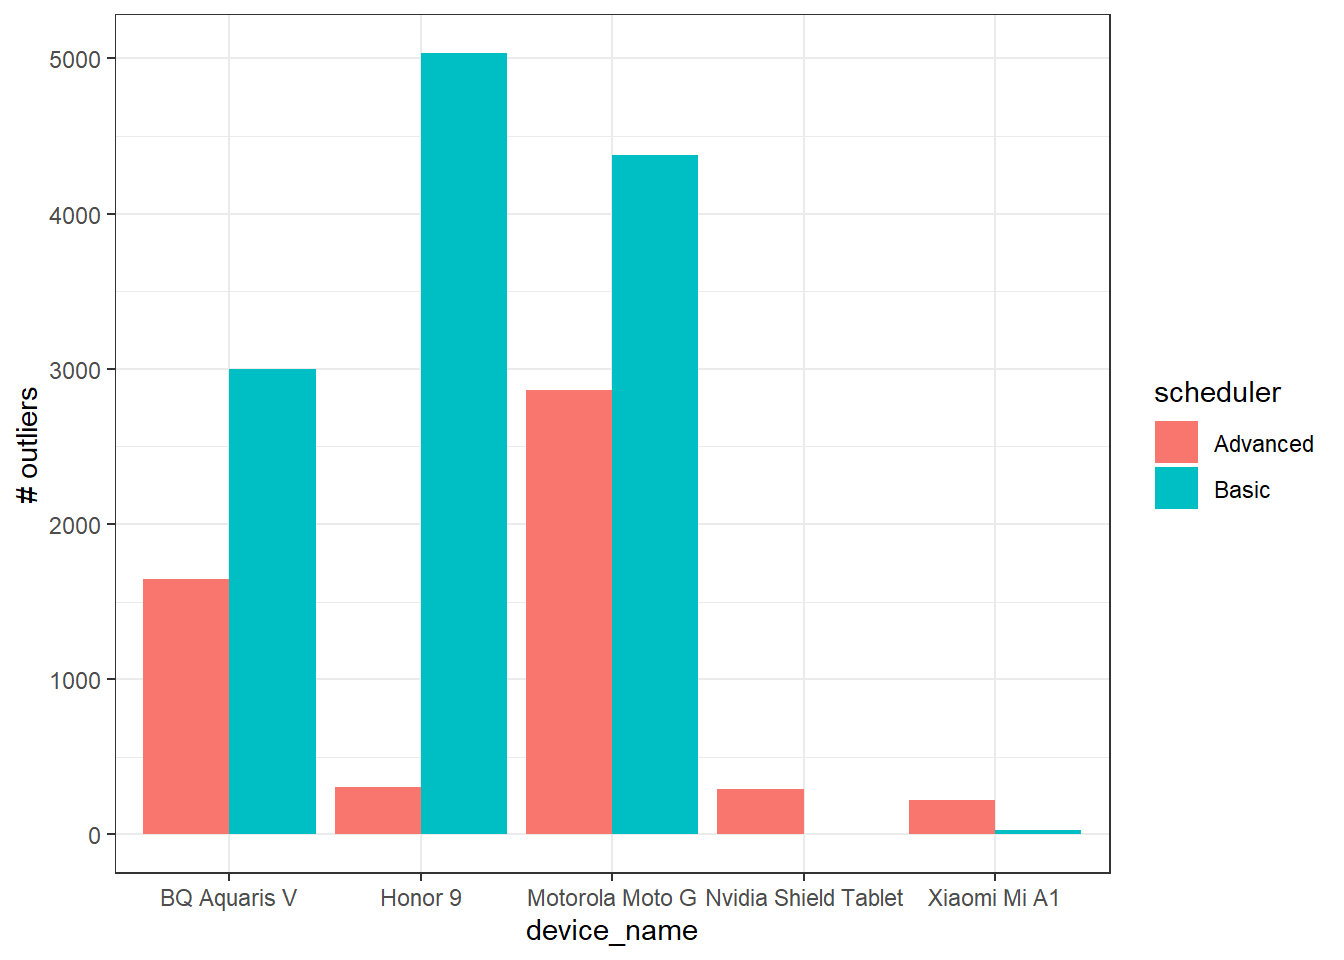 5000
4000
3000
2000
1000
0
# outliers
BQ Aquaris V
Honor 9
Motorola Moto G
Nvidia Shield Tablet
Xiaomi Mi A1
device_name
scheduler
Advanced
Basic